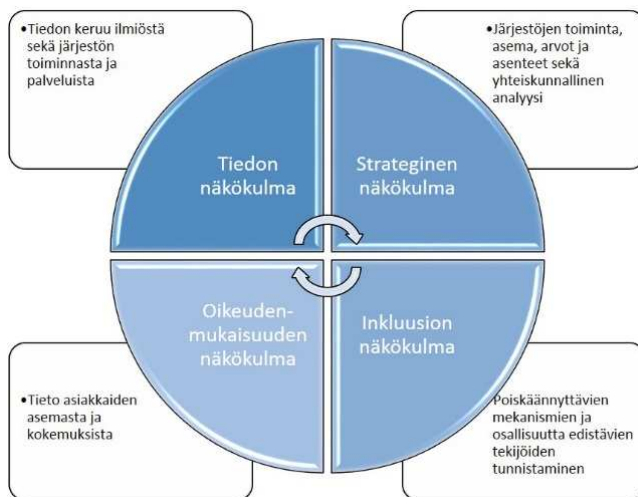 •Tiedon keruu ilmiöstä
sekä järjestön
toiminnasta ja
palveluista
•Järjestöjen toiminta,
asema, arvot ja
asenteet sekä
yhteiskunnallinen
analyysi
Tiedon
näkökulma
Strateginen
näkökulma
Oikeuden-
mukaisuuden
näkökulma
Inkluusion
näkökulma
•Tieto asiakkaiden
asemasta ja
kokemuksista
Poiskäännyttävien
mekanismien ja
osallisuutta edistävien
tekijöiden
tunnistaminen